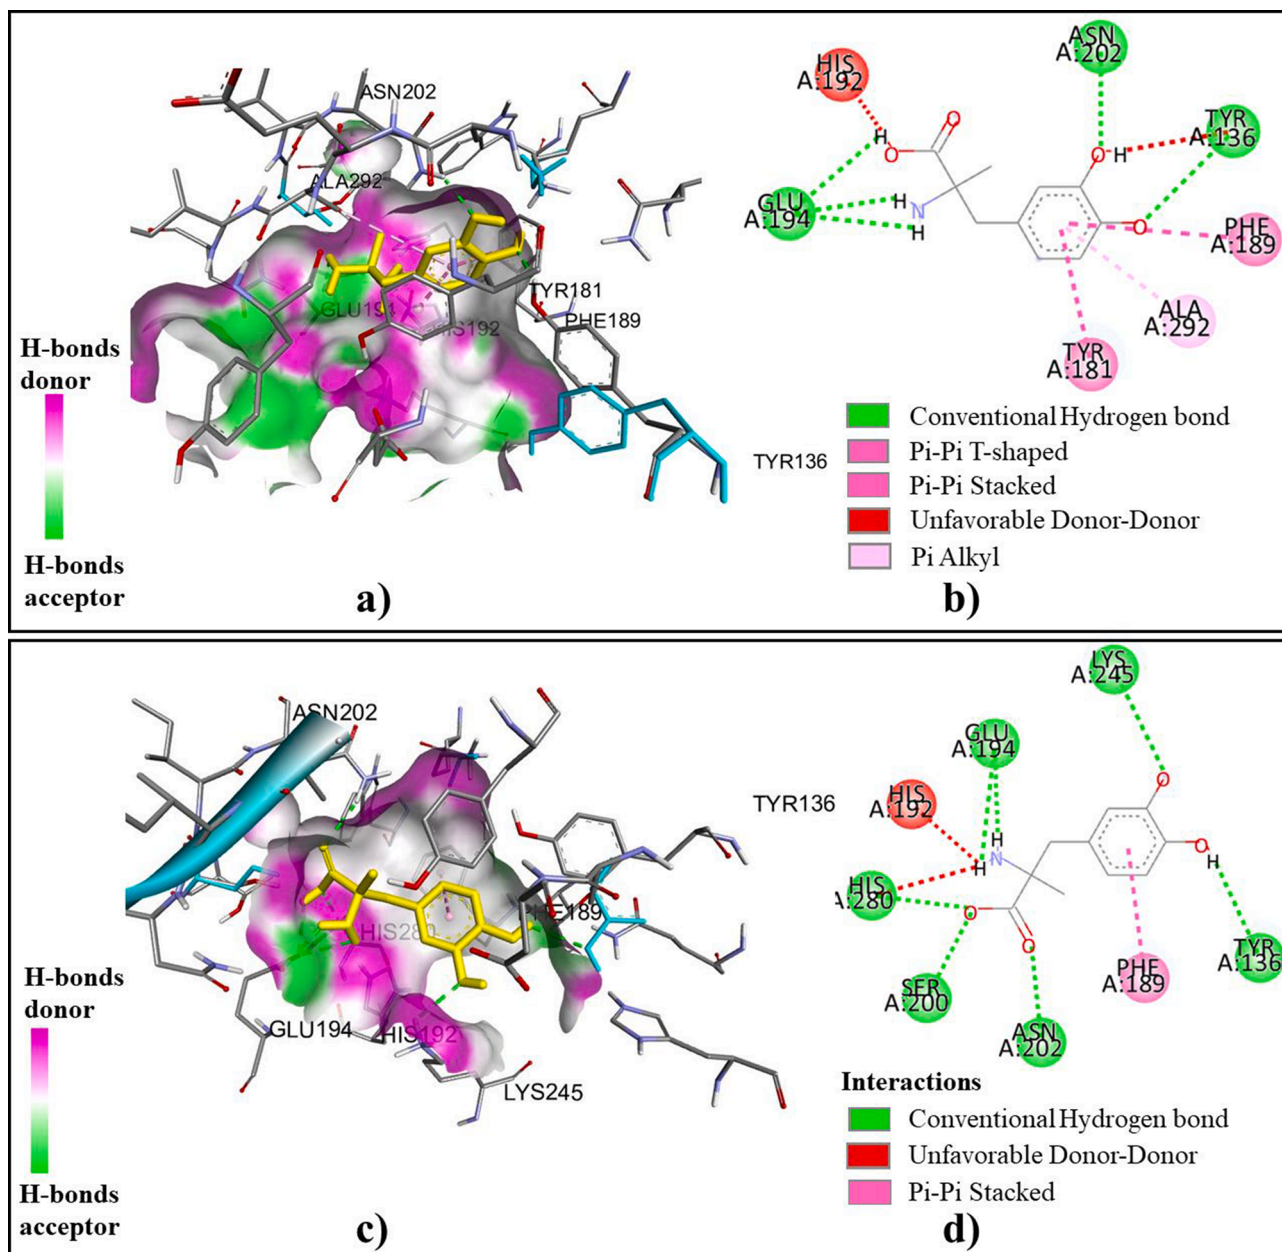 ASN202
ALA292
GLU194
HIS192
TYR181
PHE189
TYR136
H-bonds
donor
H-bonds
acceptor
a)
HIS
A:192
ASN
A:202
TYR
A:136
GLU
A:194
PHE
A:189
ALA
A:292
TYR
A:181
H
O
O
H
N
H
O
H
O
Conventional Hydrogen bond
Pi-Pi T-shaped
Pi-Pi Stacked
Unfavorable Donor-Donor
Pi Alkyl
b)
ASN202
TYR136
PHE189
HIS280
GLU194
HIS192
LYS245
H-bonds
donor
H-bonds
acceptor
c)
LYS
A:245
GLU
A:194
HIS
A:192
HIS
A:280
SER
A:200
ASN
A:202
PHE
A:189
TYR
A:136
O
H
H
N
O
H
O
O
Interactions
Conventional Hydrogen bond
Unfavorable Donor-Donor
Pi-Pi Stacked
d)